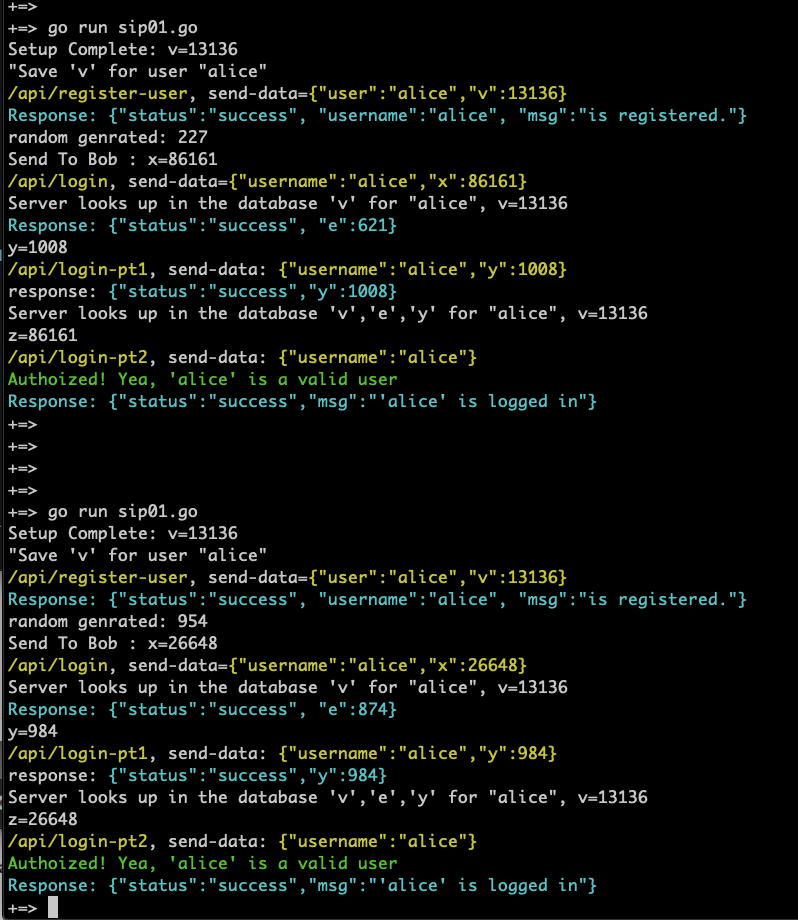 +=>
+=> go run sip01.go
Setup Complete: v=13136
"Save 'v' for user "alice"
/api/register-user, send-data={"user":"alice","v":13136}
Response: {"status":"success", "username":"alice", "msg":"is registered."}
random genrated: 227
Send To Bob : x=86161
/api/login, send-data={"username":"alice","x":86161}
Server looks up in the database 'v' for "alice", v=13136
Response: {"status":"success", "e":621}
y=1008
/api/login-pt1, send-data: {"username":"alice","y":1008}
response: {"status":"success","y":1008}
Server looks up in the database 'v','e','y' for "alice", v=13136
z=86161
/api/login-pt2, send-data: {"username":"alice"}
Authoized! Yea, 'alice' is a valid user
Response: {"status":"success","msg":"'alice' is logged in"}
+=>
+=>
+=>
+=>
+=> go run sip01.go
Setup Complete: v=13136
"Save 'v' for user "alice"
/api/register-user, send-data={"user":"alice","v":13136}
Response: {"status":"success", "username":"alice", "msg":"is registered."}
random genrated: 954
Send To Bob : x=26648
/api/login, send-data={"username":"alice","x":26648}
Server looks up in the database 'v' for "alice", v=13136
Response: {"status":"success", "e":874}
y=984
/api/login-pt1, send-data: {"username":"alice","y":984}
response: {"status":"success","y":984}
Server looks up in the database 'v','e','y' for "alice", v=13136
z=26648
/api/login-pt2, send-data: {"username":"alice"}
Authoized! Yea, 'alice' is a valid user
Response: {"status":"success","msg":"'alice' is logged in"}
+=>